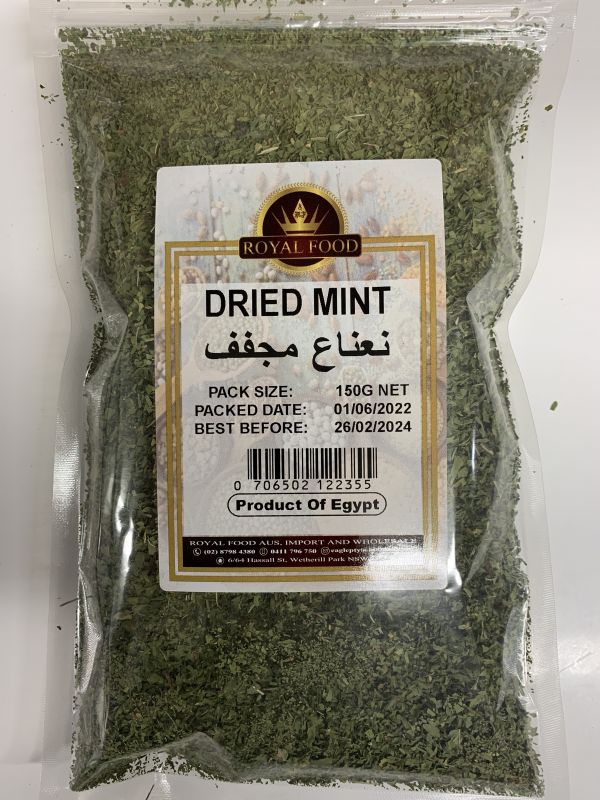 ROYAL FOOD
DRIED MINT
نعناع مجفف
PACK SIZE: 150G NET
PACKED DATE: 01/06/2022
BEST BEFORE: 26/02/2024
0 706502 122355
Product Of Egypt
ROYAL FOOD AUS, IMPORT AND WHOLESALE
(02) 8798 4380 0411 796 750
6/64 Hassall St, Wetherill Park NSW